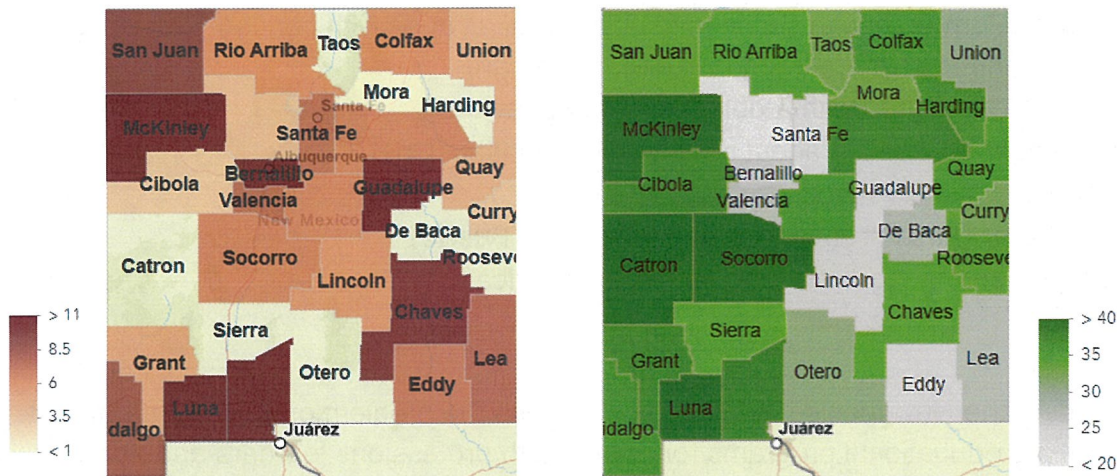 San Juan
Rio Arriba
Taos
Colfax
Union
Mora
Harding
McKinley
Santa Fe
Santa Fe
Albuquerque
Bernalillo
Cibola
Valencia
Guadalupe
Quay
New Mexico
Curry
De Baca
Roosev
Catron
Socorro
Lincoln
Chaves
Sierra
Grant
Otero
Eddy
Lea
Luna
idalgo
Juárez
> 11
8.5
6
3.5
< 1
San Juan
Rio Arriba
Taos
Colfax
Union
Mora
Harding
McKinley
Santa Fe
Bernalillo
Cibola
Valencia
Guadalupe
Quay
Curry
De Baca
Roosev
Catron
Socorro
Lincoln
Chaves
Sierra
Grant
Otero
Eddy
Lea
Luna
idalgo
Juárez
> 40
35
30
25
< 20